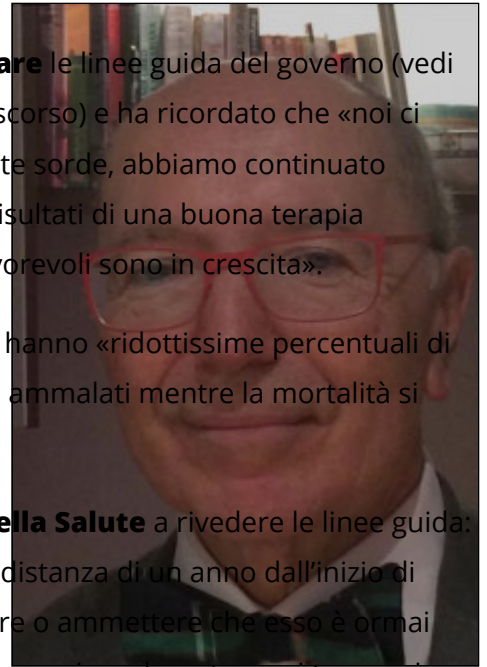 are le linee guida del governo (vedi
scorso) e ha ricordato che «noi ci
te sorde, abbiamo continuato
isultati di una buona terapia
vorevoli sono in crescita».
hanno «ridottissime percentuali di
ammalati mentre la mortalità si
ella Salute a rivedere le linee guida:
distanza di un anno dall'inizio di
re o ammettere che esso è ormai